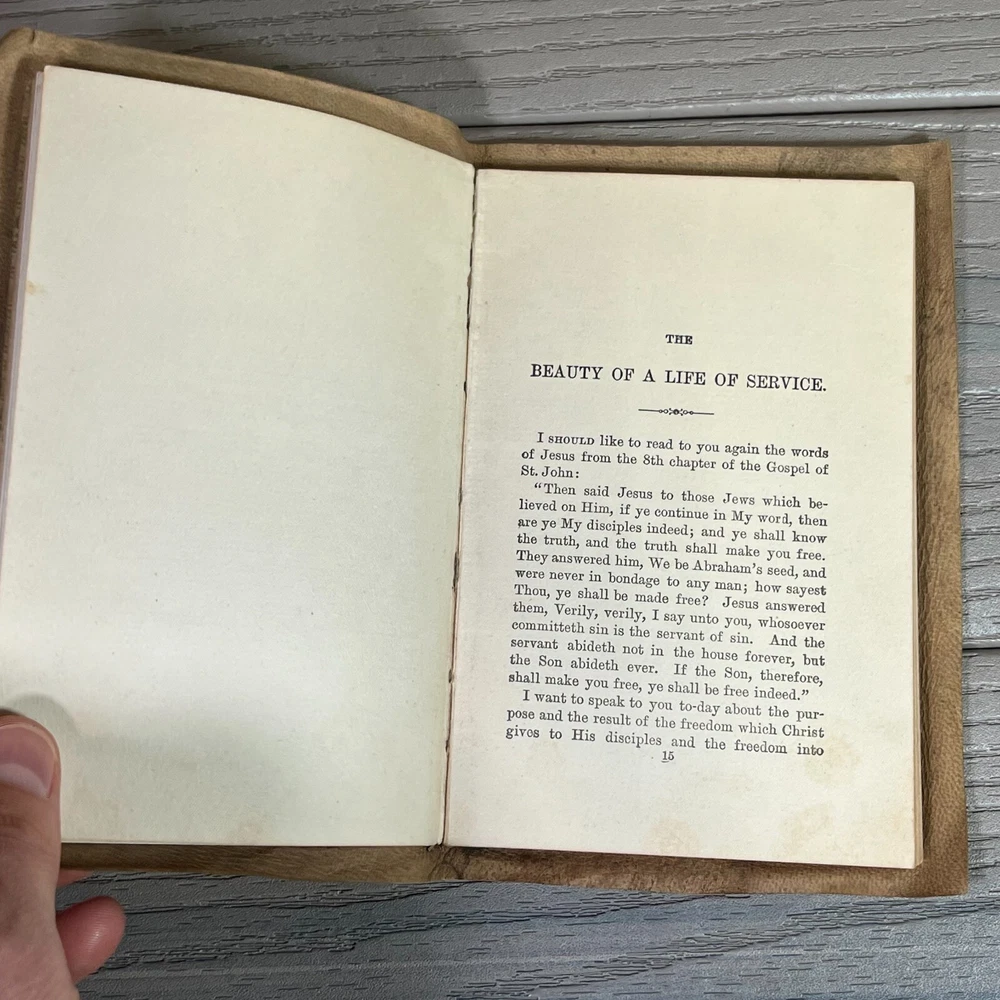 THE
BEAUTY OF A LIFE OF SERVICE.
I SHOULD like to read to you again the words
of Jesus from the 8th chapter of the Gospel of
St. John:
"Then said Jesus to those Jews which be-
lieved on Him, if ye continue in My word, then
are ye My disciples indeed; and ye shall know
the truth, and the truth shall make you free.
They answered him, We be Abraham's seed, and
were never in bondage to any man; how sayest
Thou, ye shall be made free? Jesus answered
them, Verily, verily, I say unto you, whosoever
committeth sin is the servant of sin. And the
servant abideth not in the house forever, but
the Son abideth ever. If the Son, therefore,
shall make you free, ye shall be free indeed."
I want to speak to you to-day about the pur-
pose and the result of the freedom which Christ
gives to His disciples and the freedom into
15